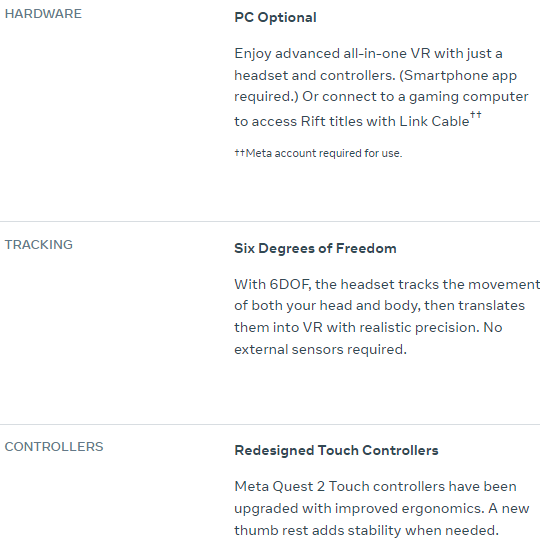 HARDWARE
PC Optional
Enjoy advanced all-in-one VR with just a
headset and controllers. (Smartphone app
required.) Or connect to a gaming computer
to access Rift titles with Link Cable††
††Meta account required for use.
TRACKING
Six Degrees of Freedom
With 6DOF, the headset tracks the movement
of both your head and body, then translates
them into VR with realistic precision. No
external sensors required.
CONTROLLERS
Redesigned Touch Controllers
Meta Quest 2 Touch controllers have been
upgraded with improved ergonomics. A new
thumb rest adds stability when needed.